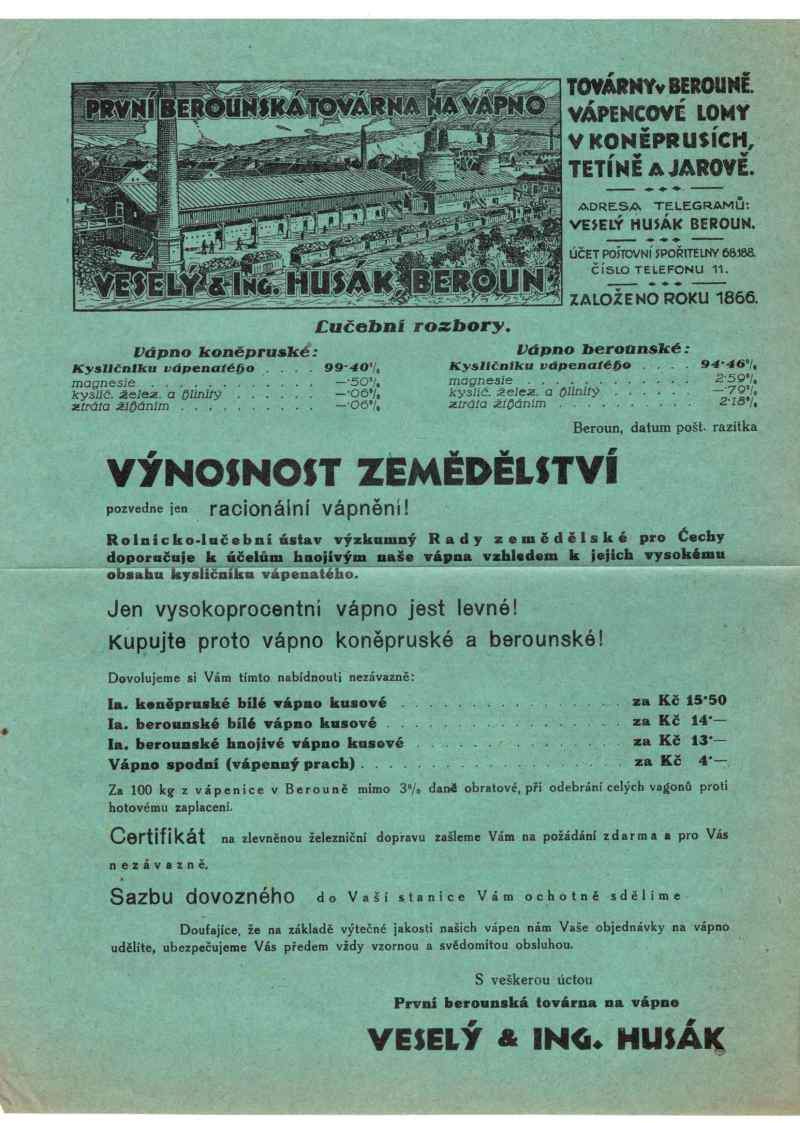 PRVNÍ BEROUNSKÁ TOVÁRNA NA VÁPNO
VESELÝ & ING. HUSÁK, BEROUN
TOVÁRNY v BEROUNĚ.
VÁPENCOVÉ LOMY
V KONĚPRUSÍCH,
TETÍNĚ A JAROVĚ.
ADRESA TELEGRAMŮ:
VESELÝ HUSÁK BEROUN.
ÚČET POŠTOVNÍ SPOŘITELNY 68.188.
ČÍSLO TELEFONU 11.
ZALOŽENO ROKU 1866.
Lučební rozbory.
Vápno koněpruské:
Kysličníku vápenatého . . . . 99·40%
magnesie . . . . . . . . . . . —·50%
kyslič. želez. a hlinitý . . . . . . —·06%
ztráta žíháním . . . . . . . . . . —·06%
Vápno berounské:
Kysličníku vápenatého . . . . 94·46%
magnesie . . . . . . . . . . . 2·59%
kyslič. želez. a hlinitý . . . . . . —·79%
ztráta žíháním . . . . . . . . . . 2·18%
Beroun, datum pošt. razítka
VÝNOSNOST ZEMĚDĚLSTVÍ
pozvedne jen racionální vápnění!
Rolnicko-lučební ústav výzkumný Rady zemědělské pro Čechy
doporučuje k účelům hnojivým naše vápna vzhledem k jejich vysokému
obsahu kysličníku vápenatého.
Jen vysokoprocentní vápno jest levné!
Kupujte proto vápno koněpruské a berounské!
Dovolujeme si Vám tímto nabídnouti nezávazně:
Ia. koněpruské bílé vápno kusové . . . . . . . . . . . . . . . za Kč 15·50
Ia. berounské bílé vápno kusové . . . . . . . . . . . . . . . za Kč 14·—
Ia. berounské hnojivé vápno kusové . . . . . . . . . . . . . . za Kč 13·—
Vápno spodní (vápenný prach) . . . . . . . . . . . . . . . . . za Kč 4·—
Za 100 kg z vápenice v Berouně mimo 3% daně obratové, při odebrání celých vagonů proti
hotovému zaplacení.
Certifikát na zlevněnou železniční dopravu zašleme Vám na požádání zdarma a pro Vás
nezávazně.
Sazbu dovozného do Vaší stanice Vám ochotně sdělíme
Doufajíce, že na základě výtečné jakosti našich vápen nám Vaše objednávky na vápno
udělíte, ubezpečujeme Vás předem vždy vzornou a svědomitou obsluhou.
S veškerou úctou
První berounská továrna na vápno
VESELÝ & ING. HUSÁK